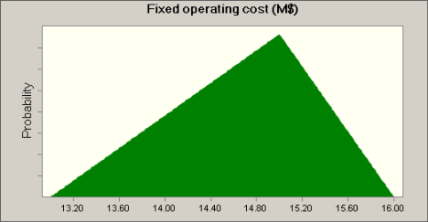 Fixed operating cost (M$)
Probability
13.20 13.60 14.00 14.40 14.80 15.20 15.60 16.00